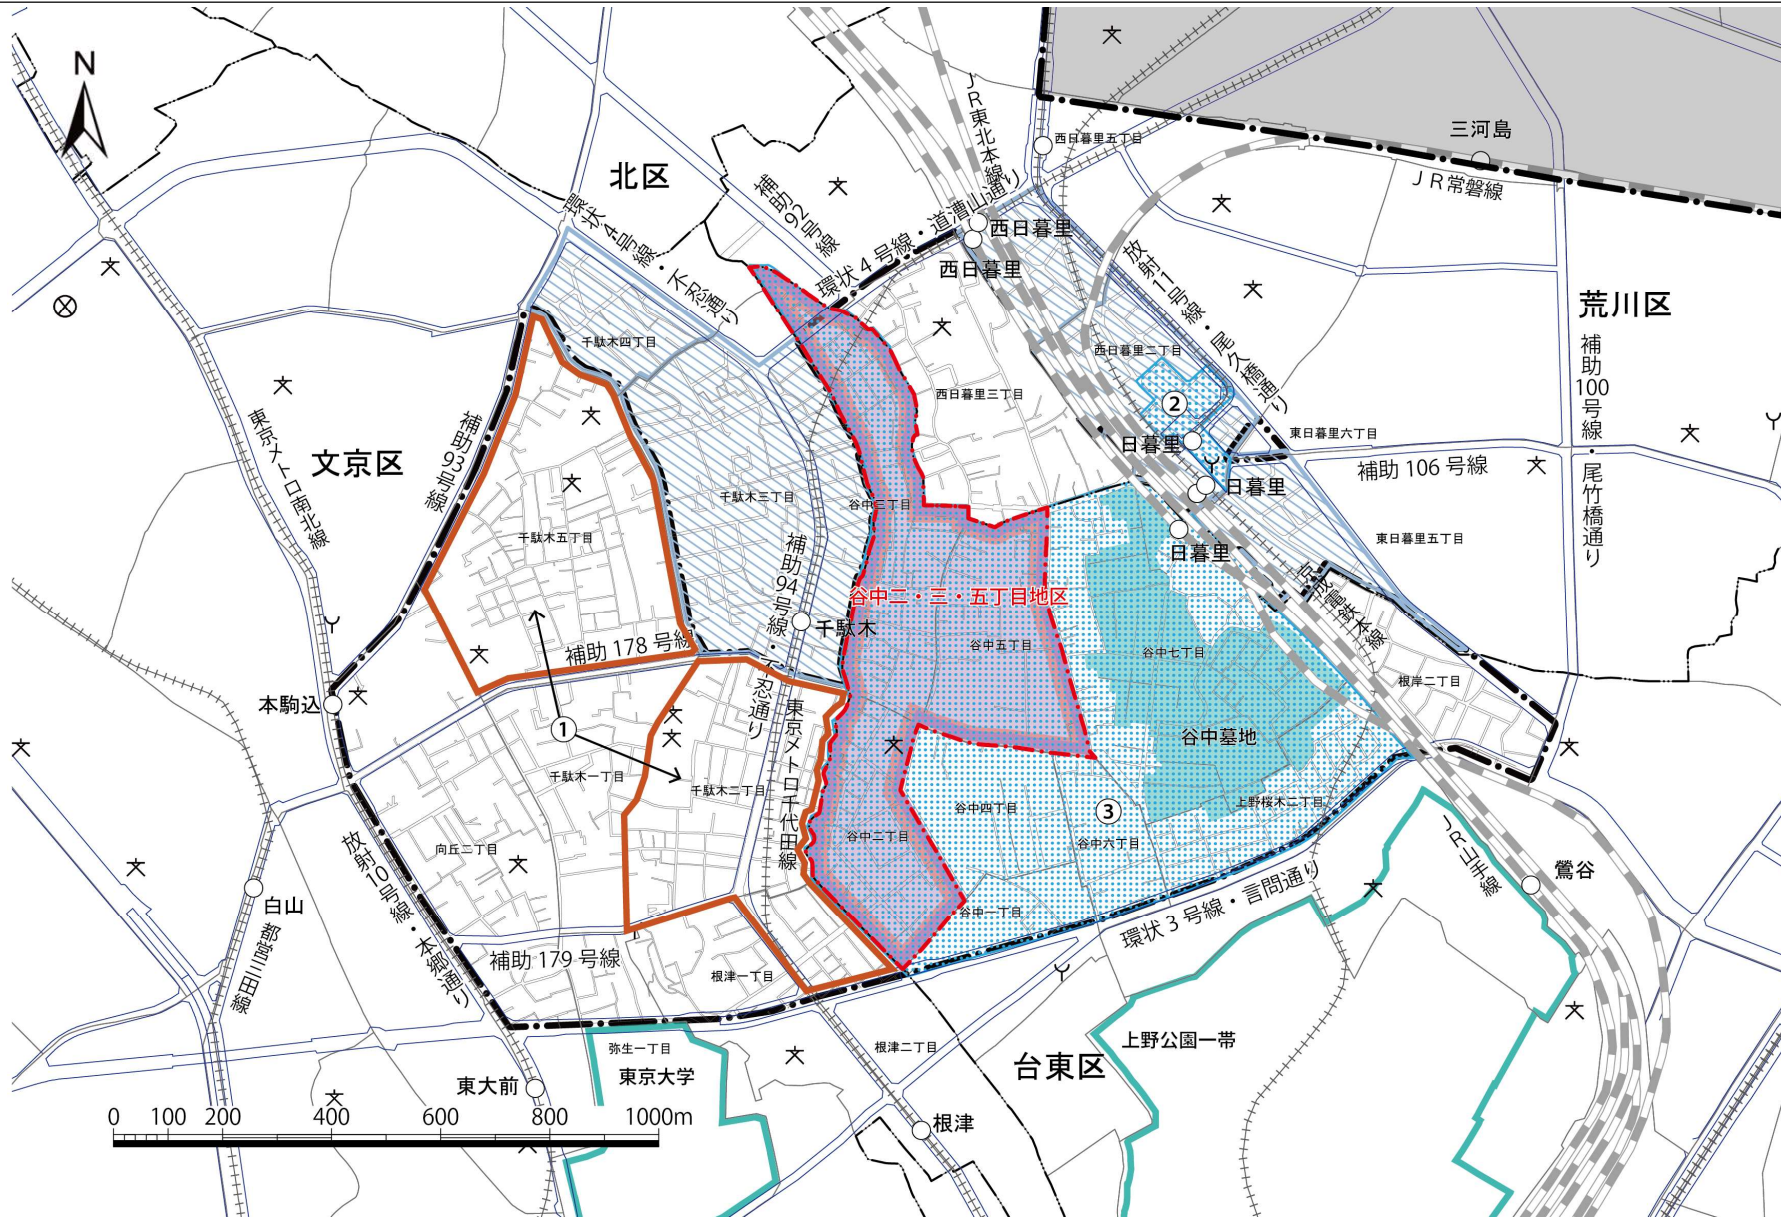 N
北区
補助92号線
JR東北本線
三河島
JR常磐線
西日暮里五丁目
環状4号線・不忍通り
環状4号線・道灌山通り
西日暮里
西日暮里
放射11号線・尾久橋通り
荒川区
補助100号線・尾竹橋通り
千駄木四丁目
西日暮里二丁目
西日暮里三丁目
②
日暮里
東日暮里六丁目
補助106号線
日暮里
日暮里
東日暮里五丁目
東京メトロ南北線
文京区
補助93号線
千駄木三丁目
谷中三丁目
千駄木五丁目
補助94号線・不忍通り
谷中二・三・五丁目地区
京成電鉄本線
千駄木
補助178号線
谷中五丁目
谷中七丁目
根岸二丁目
本駒込
①
東京メトロ千代田線
谷中墓地
千駄木一丁目
千駄木二丁目
谷中四丁目
③
上野桜木二丁目
向丘二丁目
谷中二丁目
谷中六丁目
JR山手線
鶯谷
放射10号線・本郷通り
白山
都営三田線
谷中一丁目
環状3号線・言問通り
補助179号線
根津一丁目
弥生一丁目
東京大学
根津二丁目
台東区
上野公園一帯
東大前
根津
0 100 200 400 600 800 1000m